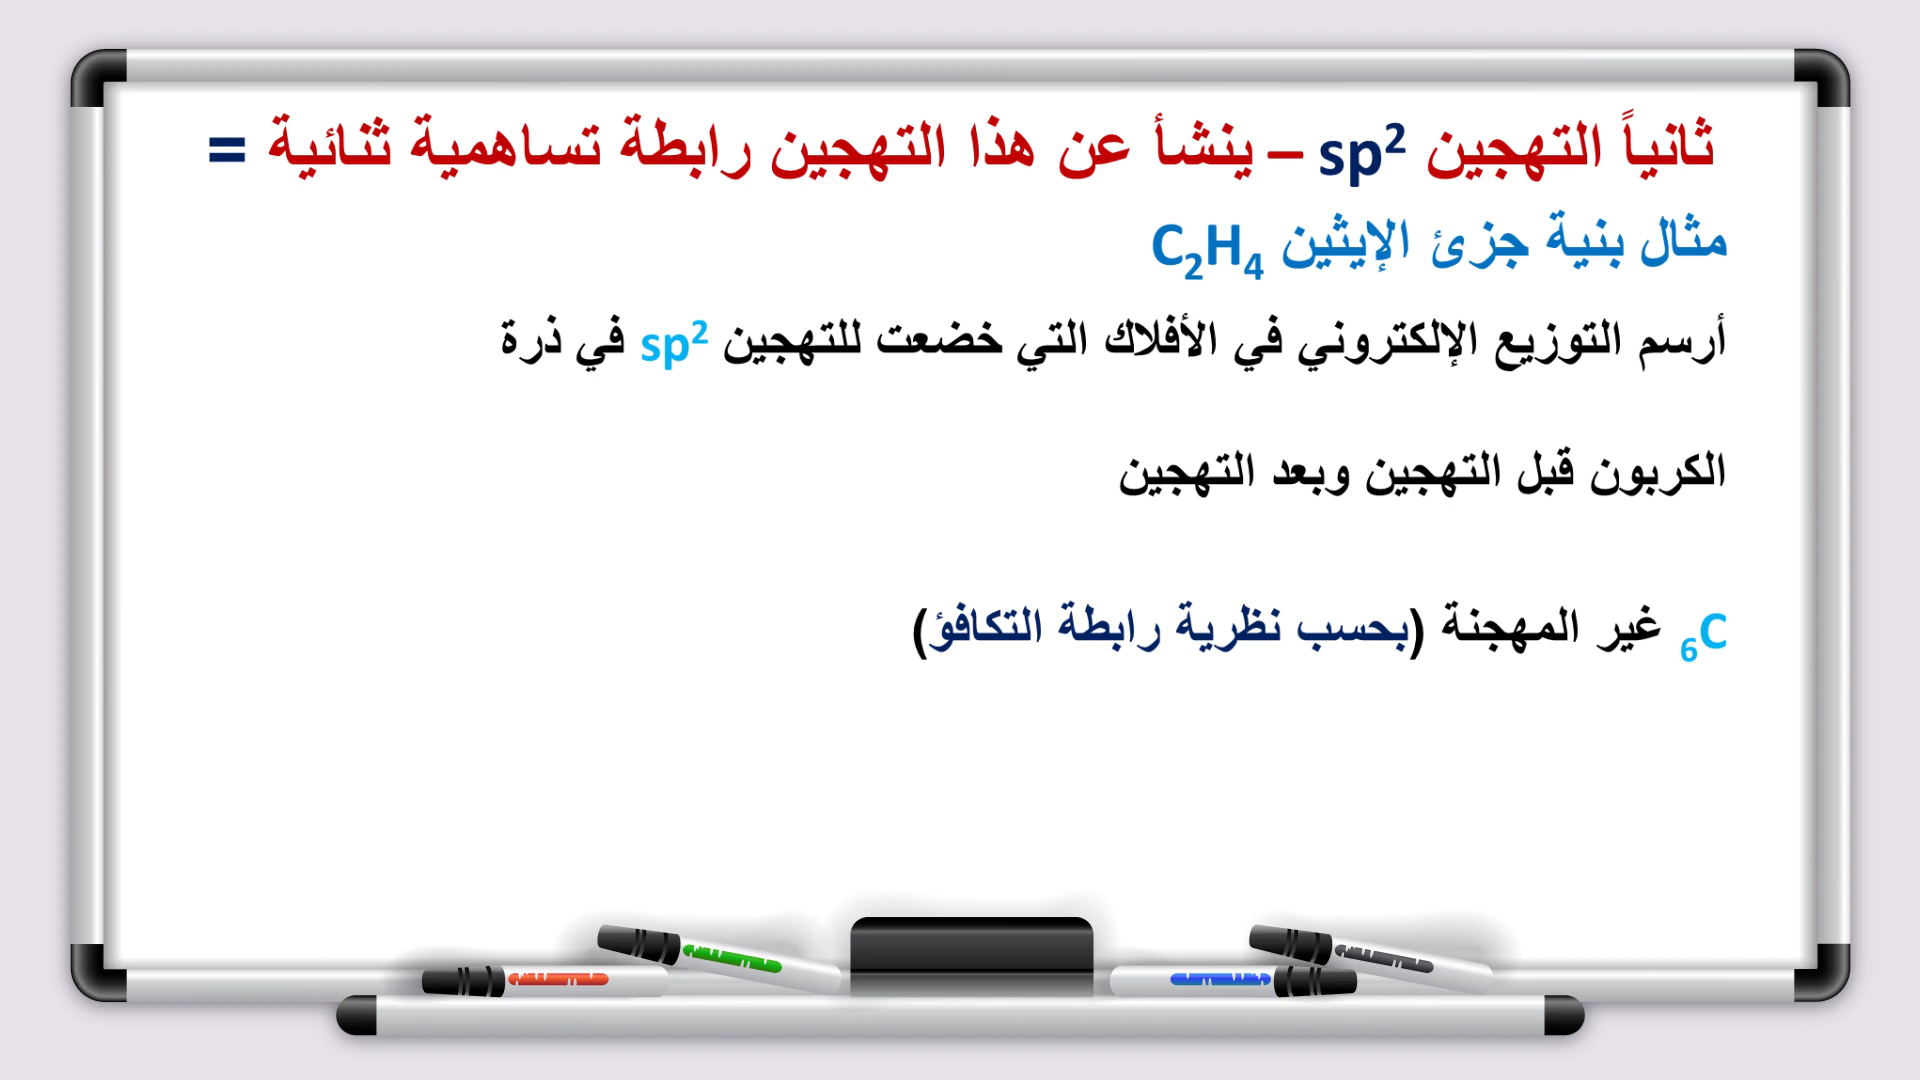 ثانياً التهجين sp² – ينشأ عن هذا التهجين رابطة تساهمية ثنائية =
مثال بنية جزئ الإيثين C₂H₄
أرسم التوزيع الإلكتروني في الأفلاك التي خضعت للتهجين sp² في ذرة
الكربون قبل التهجين وبعد التهجين
₆C غير المهجنة (بحسب نظرية رابطة التكافؤ)